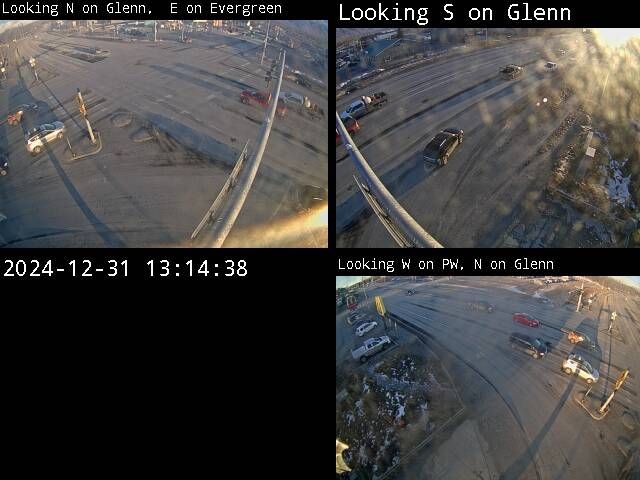 Looking N on Glenn,  E on Evergreen
Looking S on Glenn
2024-12-31 13:14:38
Looking W on PW, N on Glenn